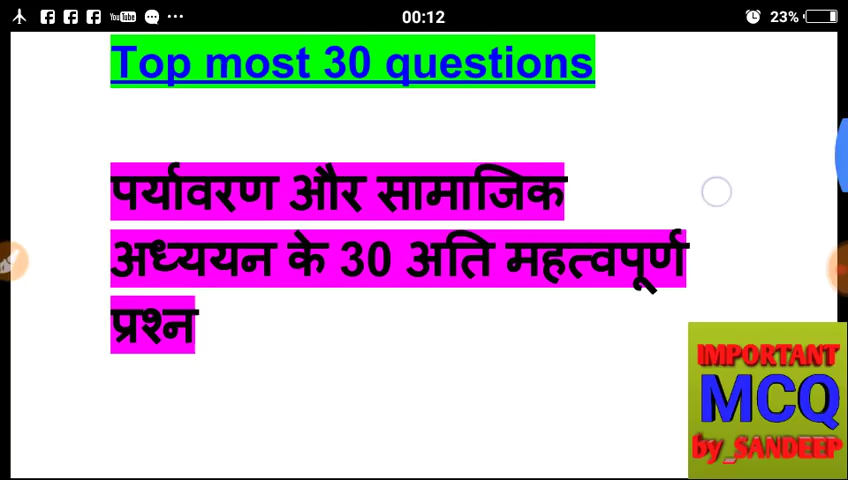 00:12
23%
Top most 30 questions
पर्यावरण और सामाजिक
अध्ययन के 30 अति महत्वपूर्ण
प्रश्न
IMPORTANT
MCQ
by_SANDEEP